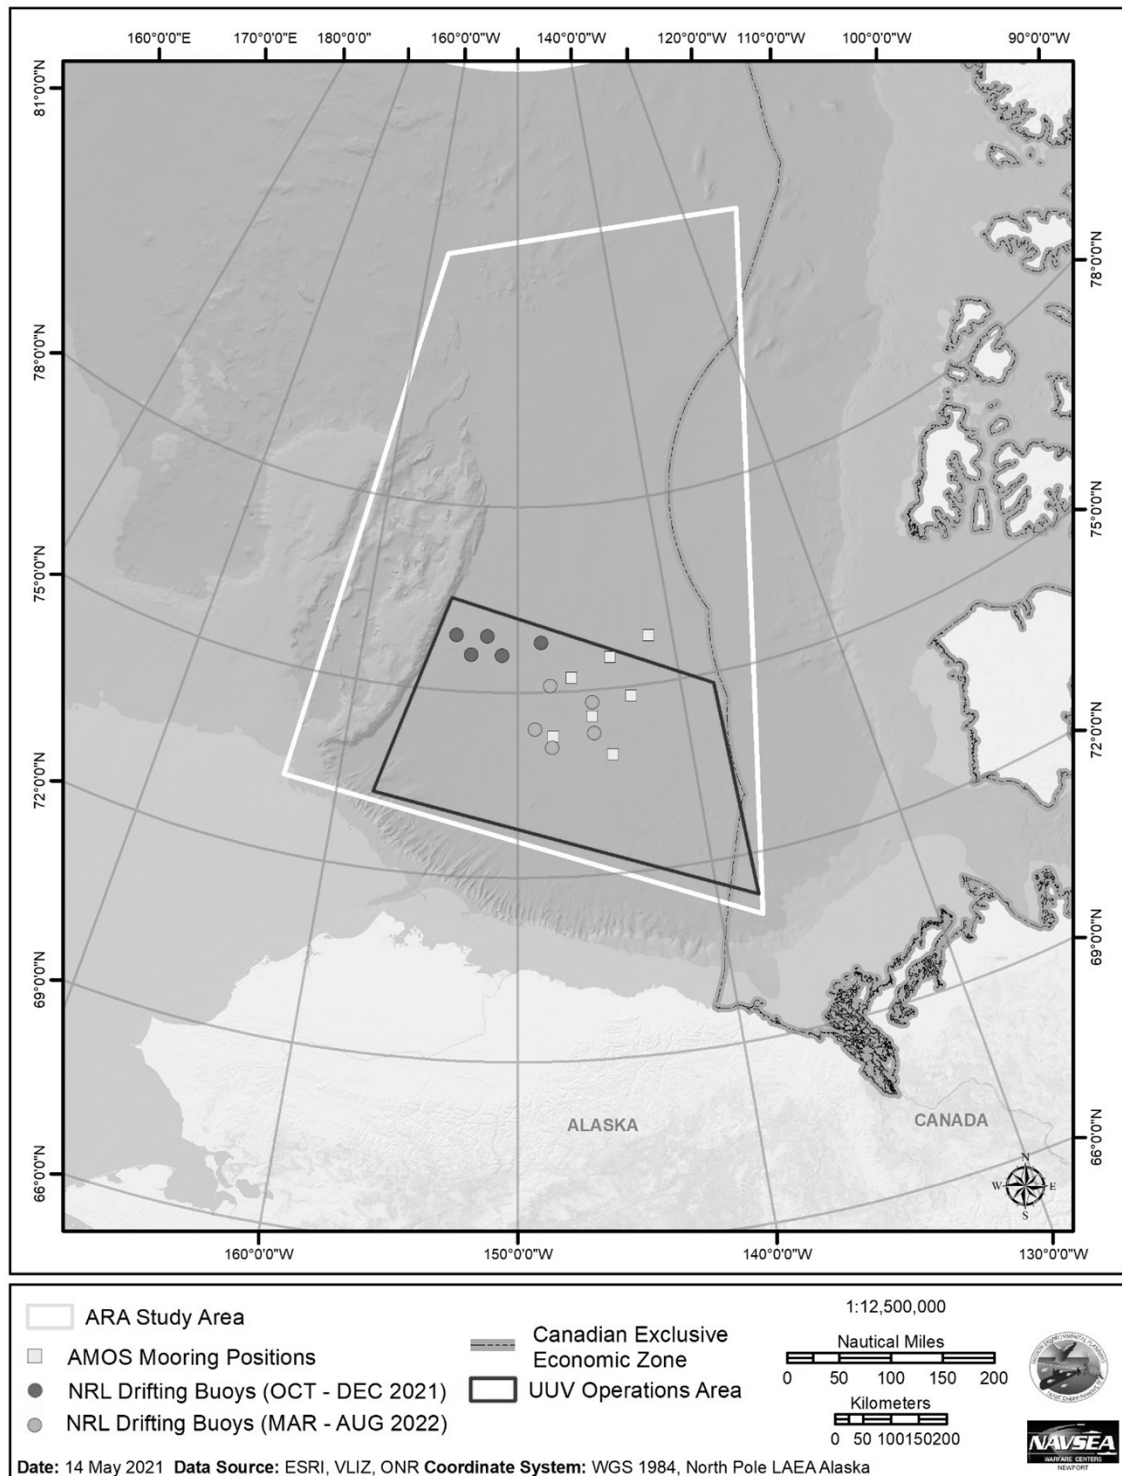 160°0'0"E 170°0'0"E 180°0'0" 160°0'0"W 140°0'0"W 120°0'0"W 110°0'0"W 100°0'0"W 90°0'0"W
81°0'0"N
78°0'0"N
75°0'0"N
72°0'0"N
69°0'0"N
66°0'0"N
78°0'0"N
75°0'0"N
72°0'0"N
69°0'0"N
66°0'0"N
ALASKA
CANADA
N
W E
S
160°0'0"W 150°0'0"W 140°0'0"W 130°0'0"W
ARA Study Area
AMOS Mooring Positions
NRL Drifting Buoys (OCT - DEC 2021)
NRL Drifting Buoys (MAR - AUG 2022)
Canadian Exclusive
Economic Zone
UUV Operations Area
1:12,500,000
Nautical Miles
0 50 100 150 200
Kilometers
0 50 100150200
NAVSEA
WARFARE CENTERS
NEWPORT
Date: 14 May 2021 Data Source: ESRI, VLIZ, ONR Coordinate System: WGS 1984, North Pole LAEA Alaska